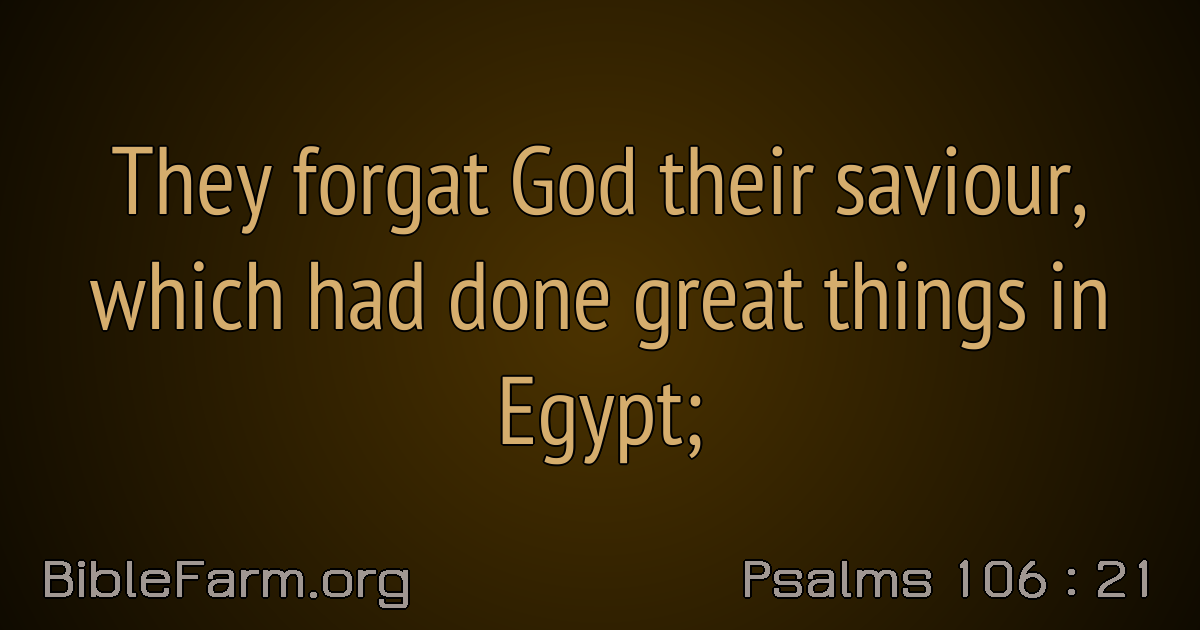 They forgat God their saviour,
which had done great things in
Egypt;
BibleFarm.org
Psalms 106 : 21